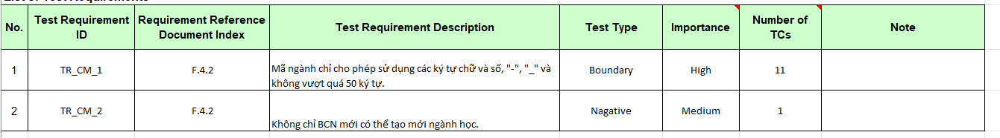 No.
Test Requirement ID
Requirement Reference Document Index
Test Requirement Description
Test Type
Importance
Number of TCs
Note
1
TR_CM_1
F.4.2
Mã ngành chỉ cho phép sử dụng các ký tự chữ và số, "-", "_" và
không vượt quá 50 ký tự.
Boundary
High
11
2
TR_CM_2
F.4.2
Không chỉ BCN mới có thể tạo mới ngành học.
Nagative
Medium
1